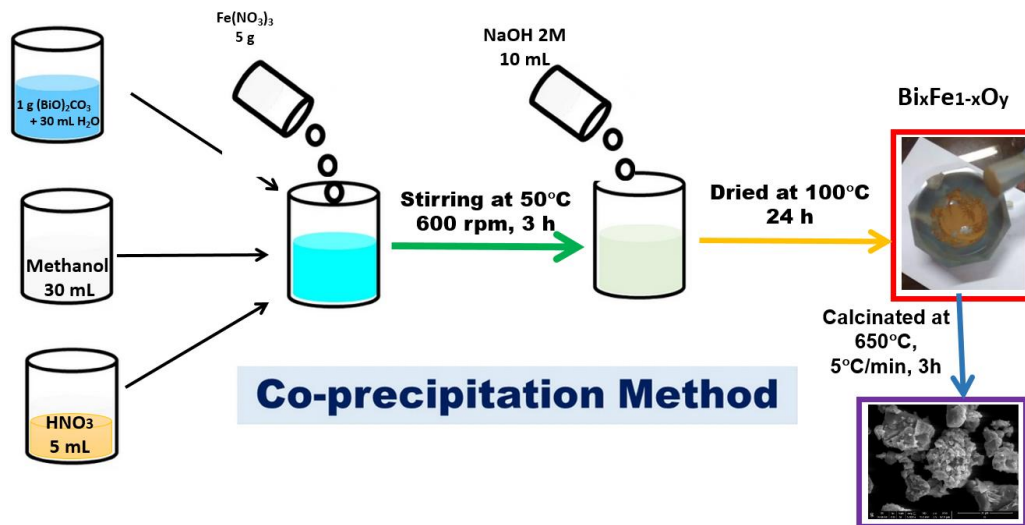 Fe(NO₃)₃
5 g
1 g (BiO)₂CO₃
+ 30 mL H₂O
Methanol
30 mL
HNO₃
5 mL
Stirring at 50°C
600 rpm, 3 h
NaOH 2M
10 mL
Dried at 100°C
24 h
BiₓFe₁₋ₓOᵧ
Calcinated at
650°C,
5°C/min, 3h
Co-precipitation Method